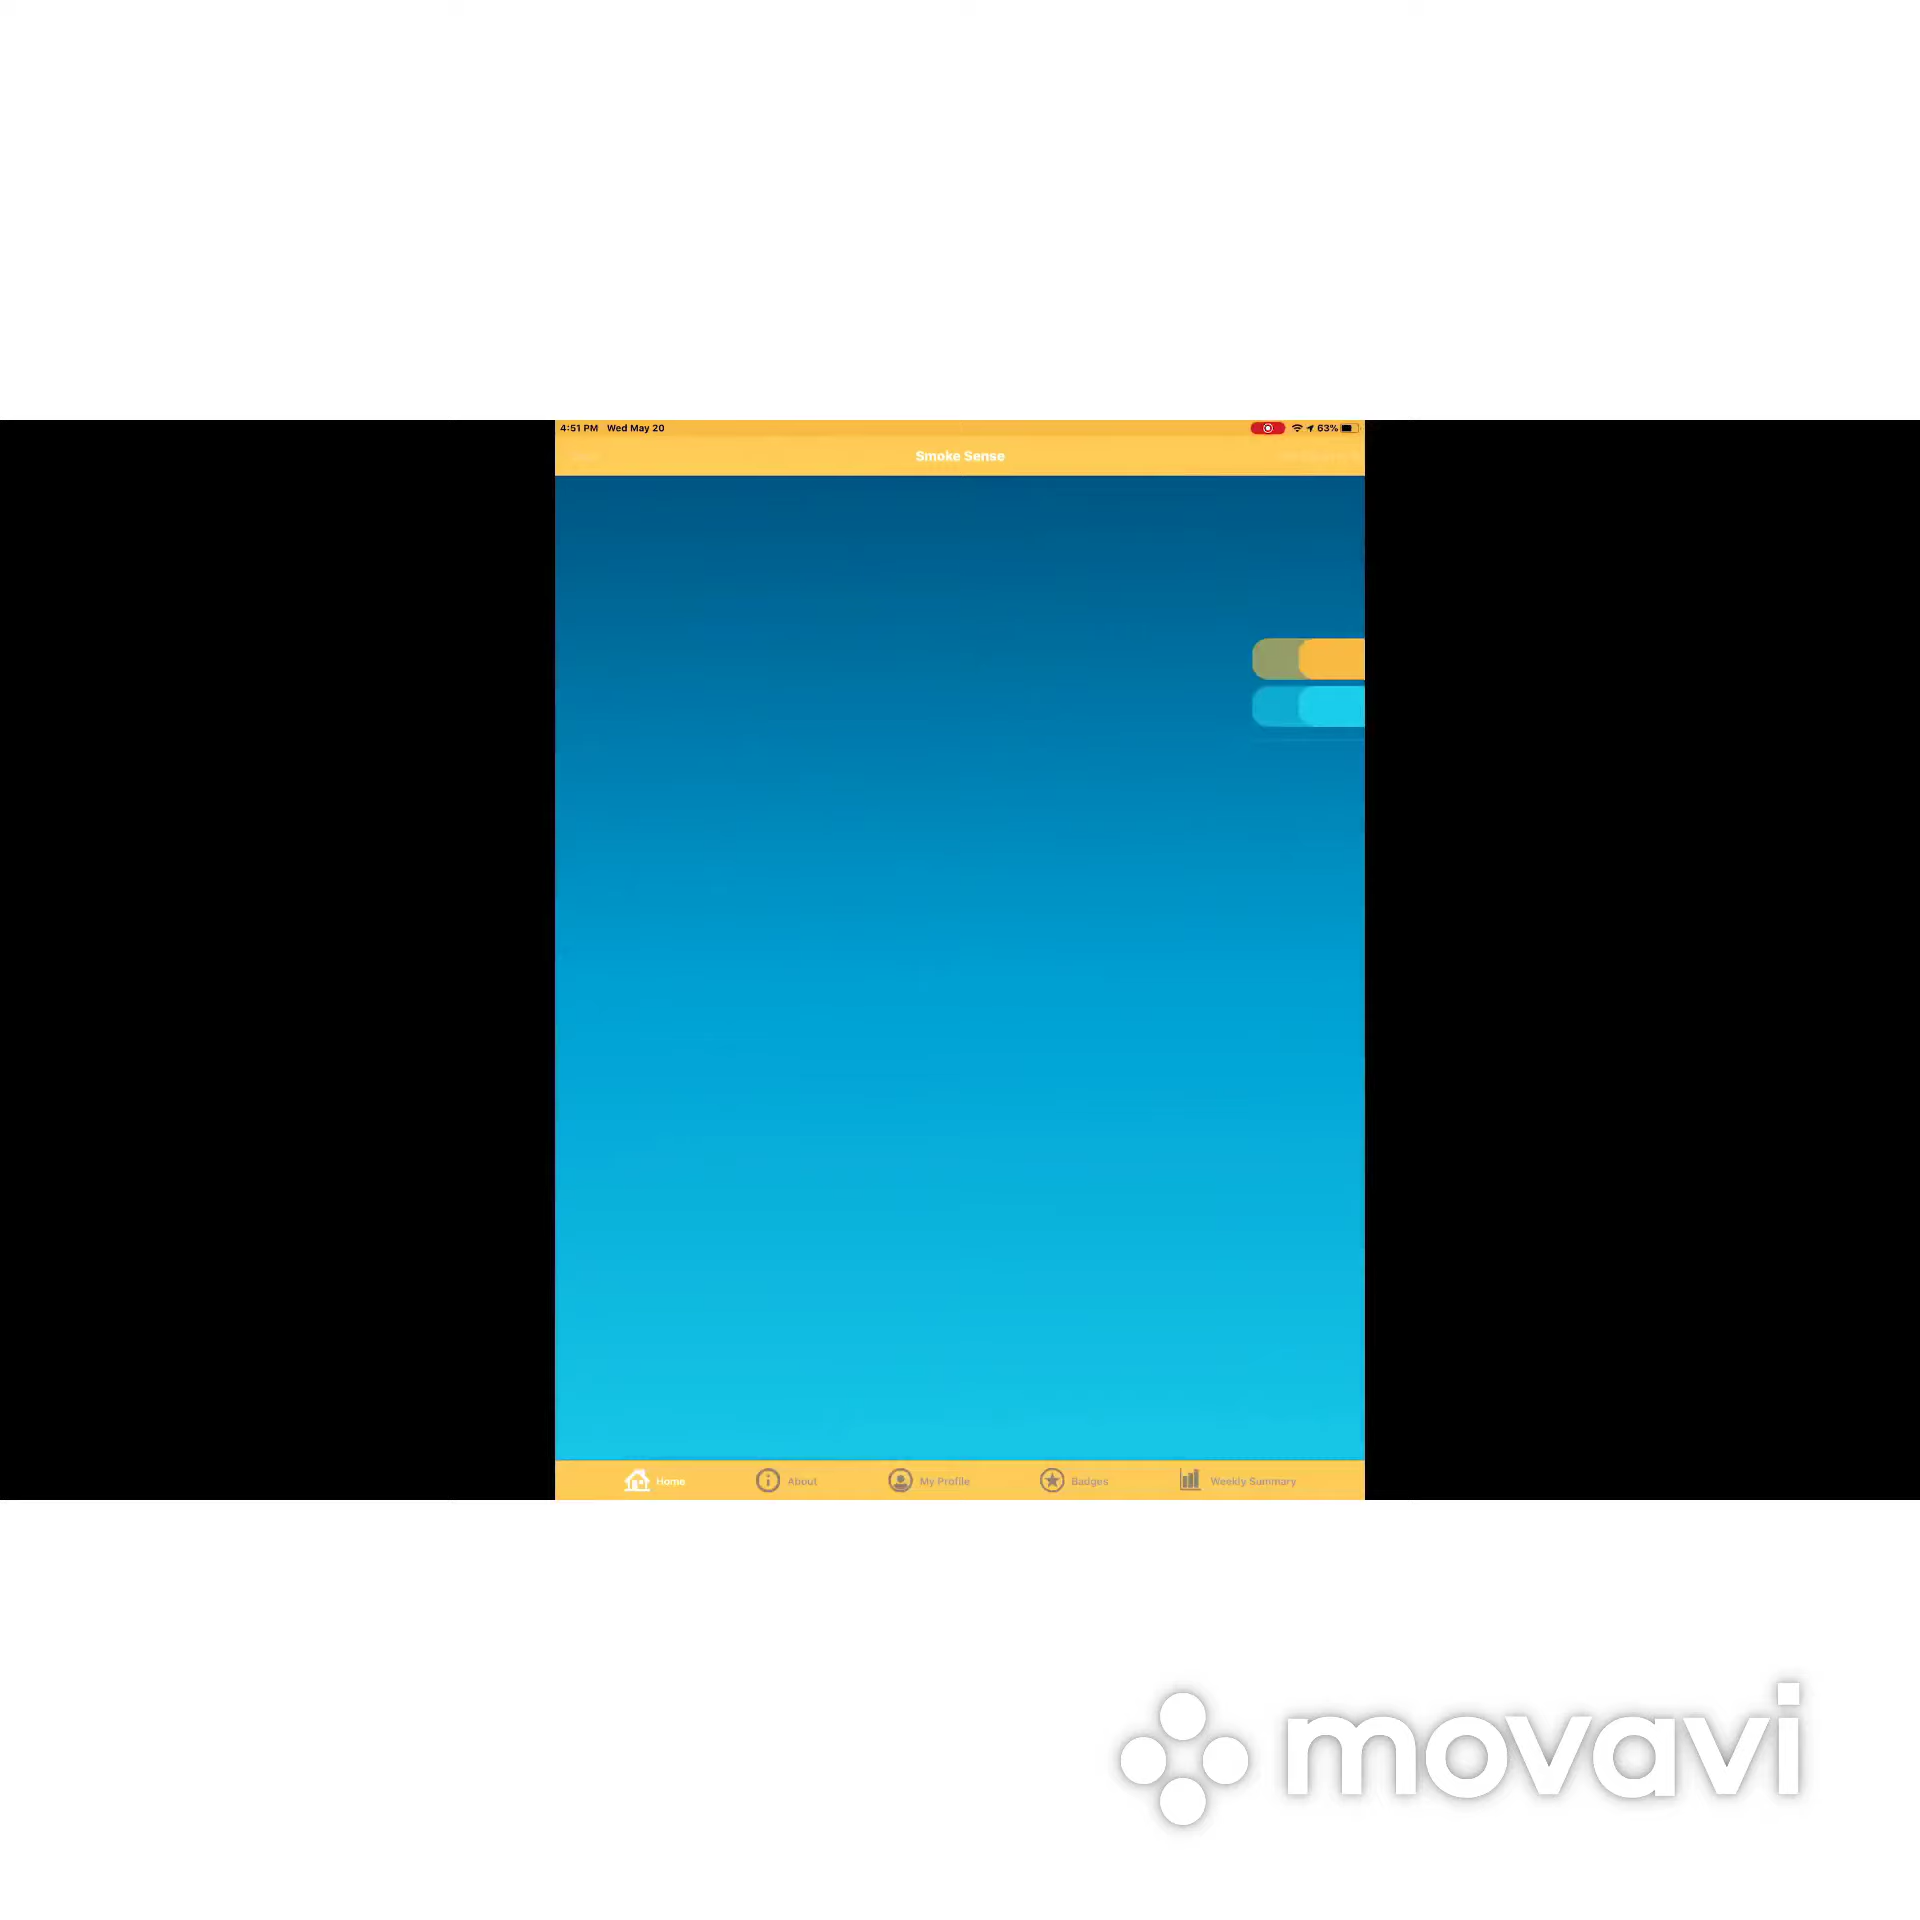 4:51 PM Wed May 20
63%
Smoke Sense
Home
About
My Profile
Badges
Weekly Summary
movavi